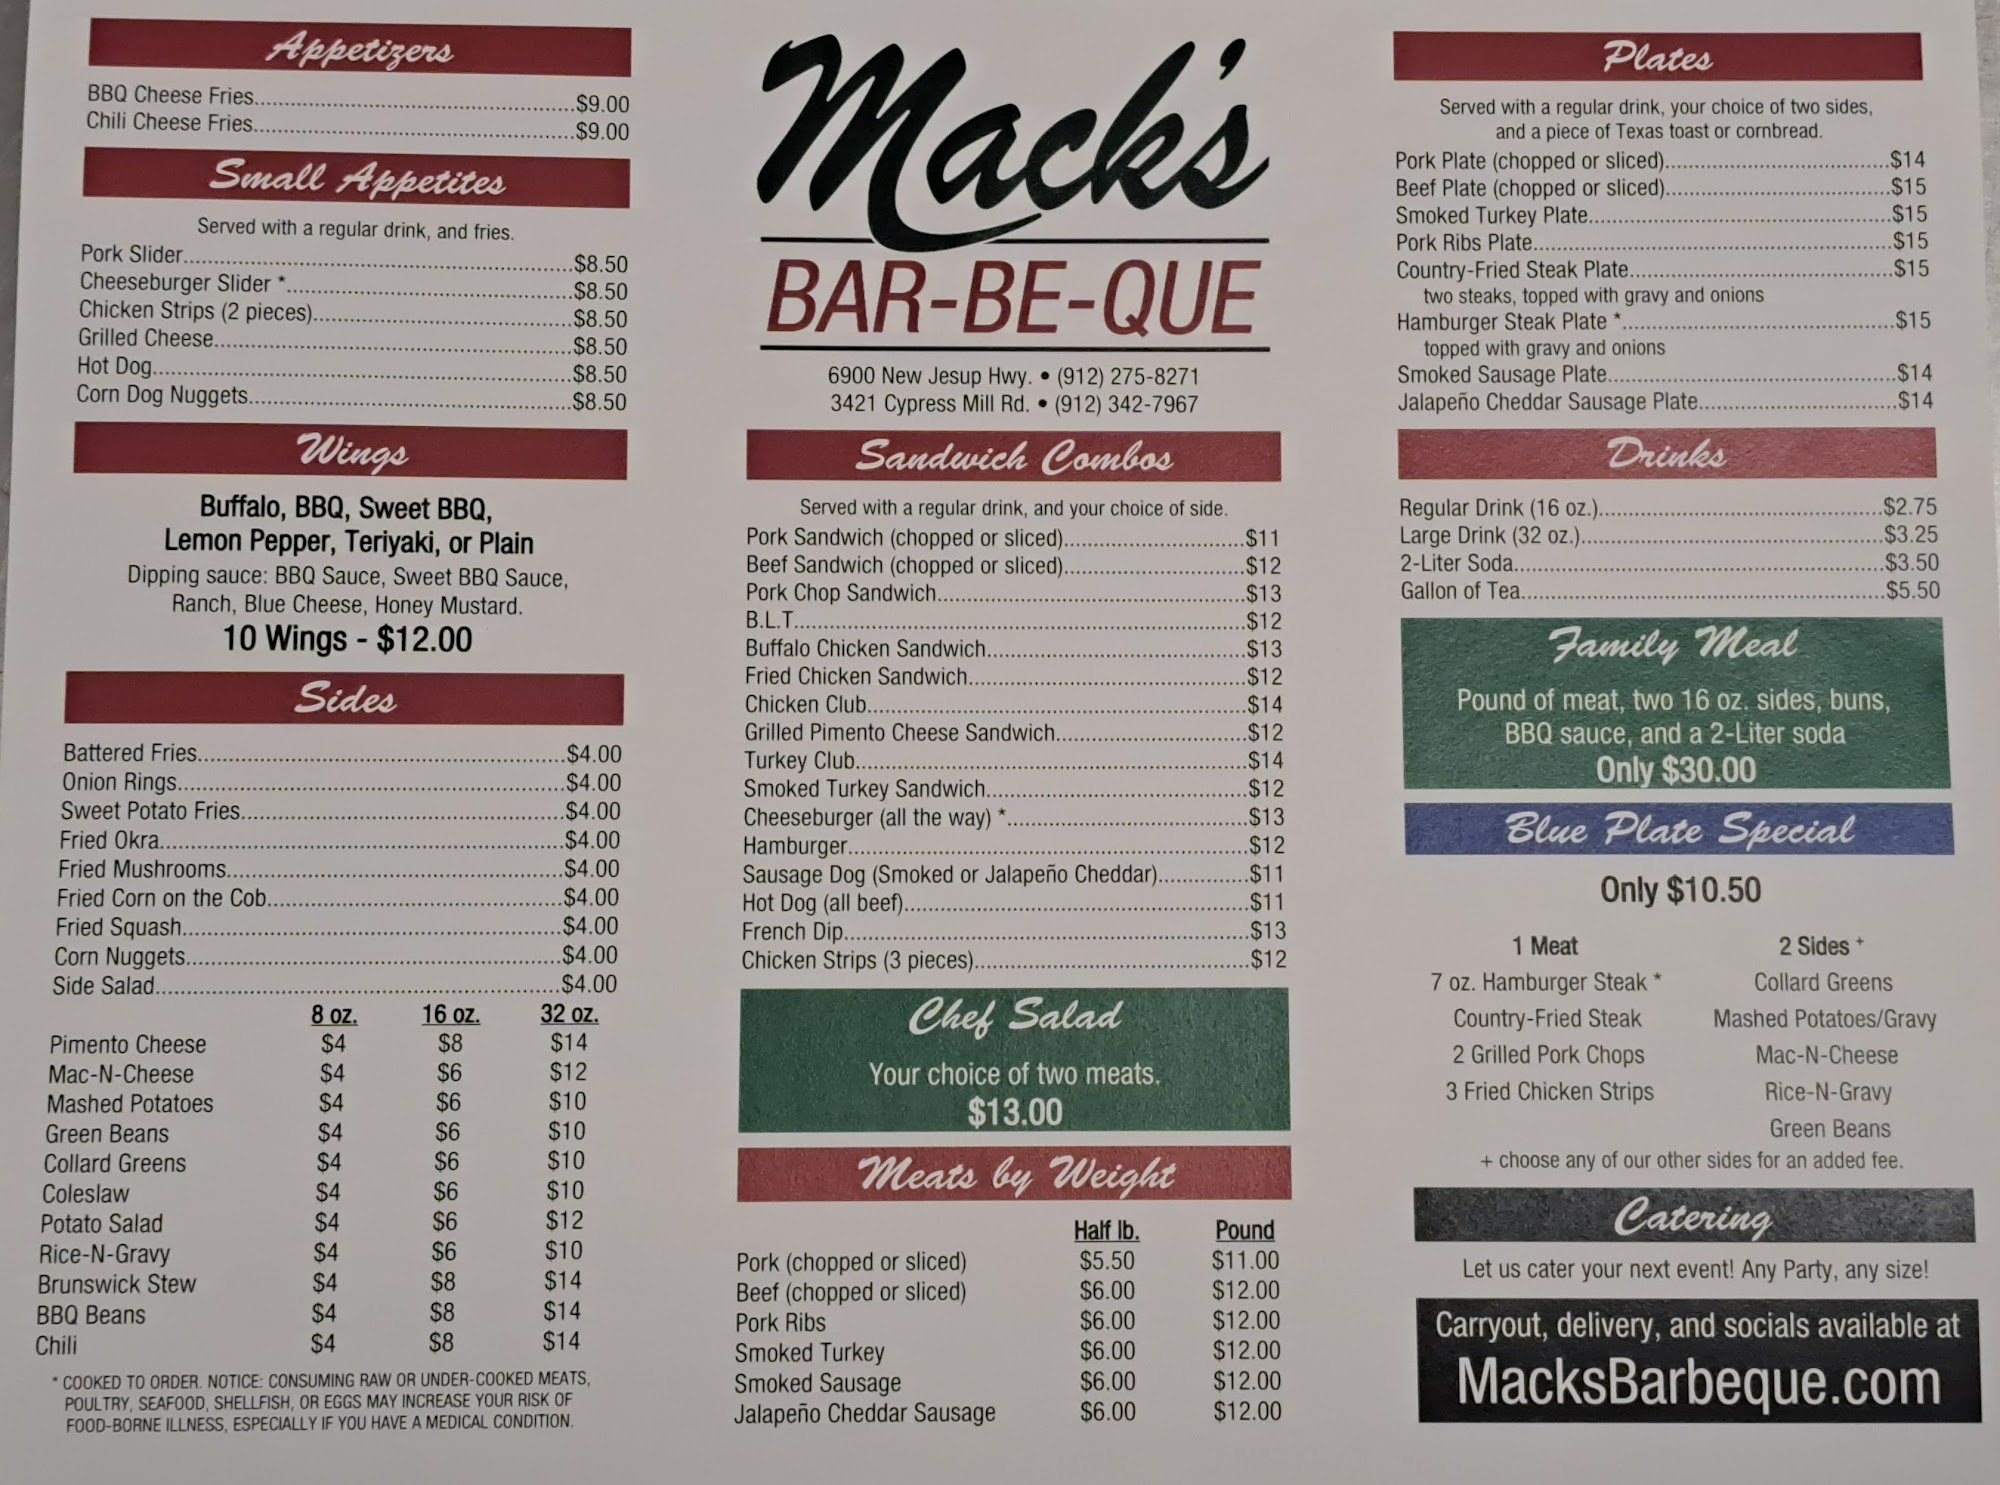 Appetizers
BBQ Cheese Fries $9.00
Chili Cheese Fries $9.00
Small Appetites
Served with a regular drink, and fries.
Pork Slider $8.50
Cheeseburger Slider * $8.50
Chicken Strips (2 pieces) $8.50
Grilled Cheese $8.50
Hot Dog $8.50
Corn Dog Nuggets $8.50
Wings
Buffalo, BBQ, Sweet BBQ,
Lemon Pepper, Teriyaki, or Plain
Dipping sauce: BBQ Sauce, Sweet BBQ Sauce,
Ranch, Blue Cheese, Honey Mustard.
10 Wings - $12.00
Sides
Battered Fries $4.00
Onion Rings $4.00
Sweet Potato Fries $4.00
Fried Okra $4.00
Fried Mushrooms $4.00
Fried Corn on the Cob $4.00
Fried Squash $4.00
Corn Nuggets $4.00
Side Salad $4.00
8 oz. 16 oz. 32 oz.
Pimento Cheese $4 $8 $14
Mac-N-Cheese $4 $6 $12
Mashed Potatoes $4 $6 $10
Green Beans $4 $6 $10
Collard Greens $4 $6 $10
Coleslaw $4 $6 $10
Potato Salad $4 $6 $12
Rice-N-Gravy $4 $6 $10
Brunswick Stew $4 $8 $14
BBQ Beans $4 $8 $14
Chili $4 $8 $14
* COOKED TO ORDER. NOTICE: CONSUMING RAW OR UNDER-COOKED MEATS,
POULTRY, SEAFOOD, SHELLFISH, OR EGGS MAY INCREASE YOUR RISK OF
FOOD-BORNE ILLNESS, ESPECIALLY IF YOU HAVE A MEDICAL CONDITION.
Mack's
BAR-BE-QUE
6900 New Jesup Hwy. • (912) 275-8271
3421 Cypress Mill Rd. • (912) 342-7967
Sandwich Combos
Served with a regular drink, and your choice of side.
Pork Sandwich (chopped or sliced) $11
Beef Sandwich (chopped or sliced) $12
Pork Chop Sandwich $13
B.L.T. $12
Buffalo Chicken Sandwich $13
Fried Chicken Sandwich $12
Chicken Club $14
Grilled Pimento Cheese Sandwich $12
Turkey Club $14
Smoked Turkey Sandwich $12
Cheeseburger (all the way) * $13
Hamburger $12
Sausage Dog (Smoked or Jalapeño Cheddar) $11
Hot Dog (all beef) $11
French Dip $13
Chicken Strips (3 pieces) $12
Chef Salad
Your choice of two meats.
$13.00
Meats by Weight
Half lb. Pound
Pork (chopped or sliced) $5.50 $11.00
Beef (chopped or sliced) $6.00 $12.00
Pork Ribs $6.00 $12.00
Smoked Turkey $6.00 $12.00
Smoked Sausage $6.00 $12.00
Jalapeño Cheddar Sausage $6.00 $12.00
Plates
Served with a regular drink, your choice of two sides,
and a piece of Texas toast or cornbread.
Pork Plate (chopped or sliced) $14
Beef Plate (chopped or sliced) $15
Smoked Turkey Plate $15
Pork Ribs Plate $15
Country-Fried Steak Plate $15
two steaks, topped with gravy and onions
Hamburger Steak Plate * $15
topped with gravy and onions
Smoked Sausage Plate $14
Jalapeño Cheddar Sausage Plate $14
Drinks
Regular Drink (16 oz.) $2.75
Large Drink (32 oz.) $3.25
2-Liter Soda $3.50
Gallon of Tea $5.50
Family Meal
Pound of meat, two 16 oz. sides, buns,
BBQ sauce, and a 2-Liter soda
Only $30.00
Blue Plate Special
Only $10.50
1 Meat 2 Sides +
7 oz. Hamburger Steak * Collard Greens
Country-Fried Steak Mashed Potatoes/Gravy
2 Grilled Pork Chops Mac-N-Cheese
3 Fried Chicken Strips Rice-N-Gravy
Green Beans
+ choose any of our other sides for an added fee.
Catering
Let us cater your next event! Any Party, any size!
Carryout, delivery, and socials available at
MacksBarbeque.com